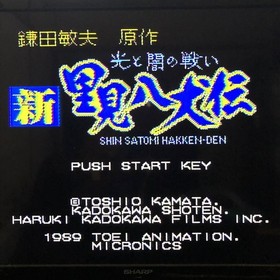 鎌田敏夫 原作
光と闇の戦い
新 里見八犬伝
SHIN SATOMI HAKKEN-DEN
PUSH START KEY
©TOSHIO KAMATA.
KADOKAWA SHOTEN.
HARUKI KADOKAWA FILMS INC.
1989 TOEI ANIMATION.
MICRONICS
SHARP